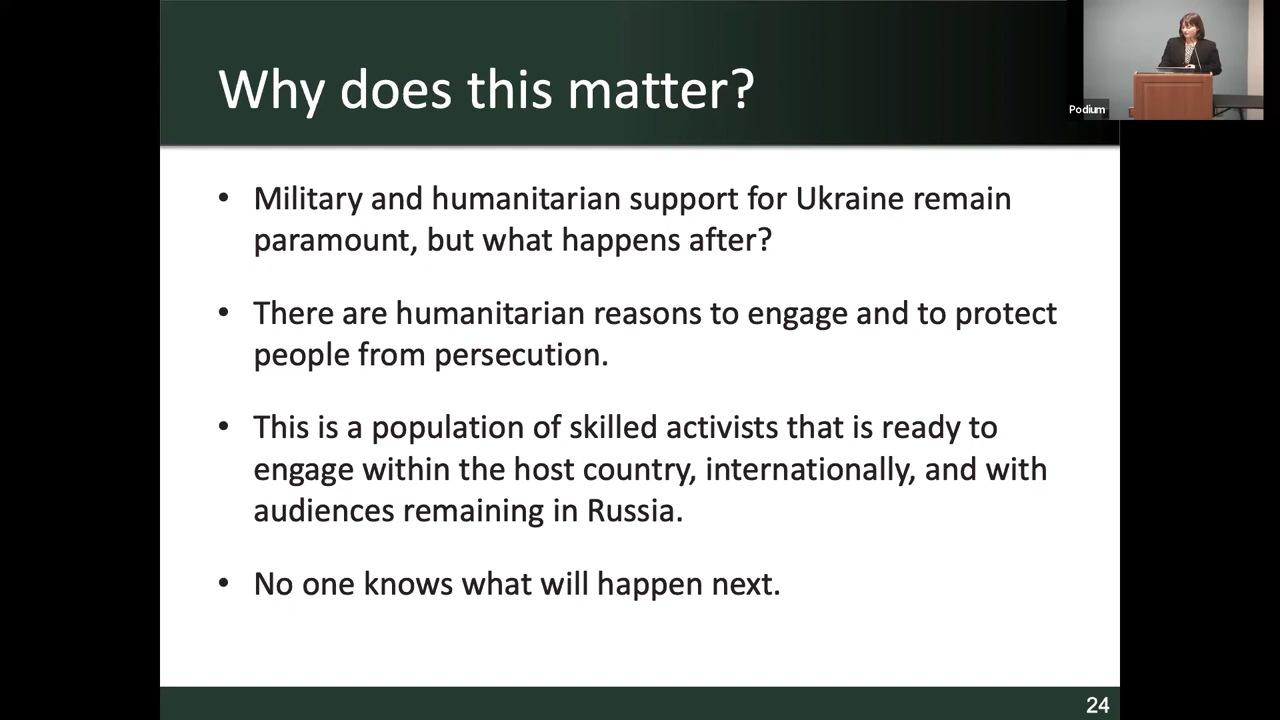 Why does this matter?
Podium
• Military and humanitarian support for Ukraine remain
paramount, but what happens after?
• There are humanitarian reasons to engage and to protect
people from persecution.
• This is a population of skilled activists that is ready to
engage within the host country, internationally, and with
audiences remaining in Russia.
• No one knows what will happen next.
24